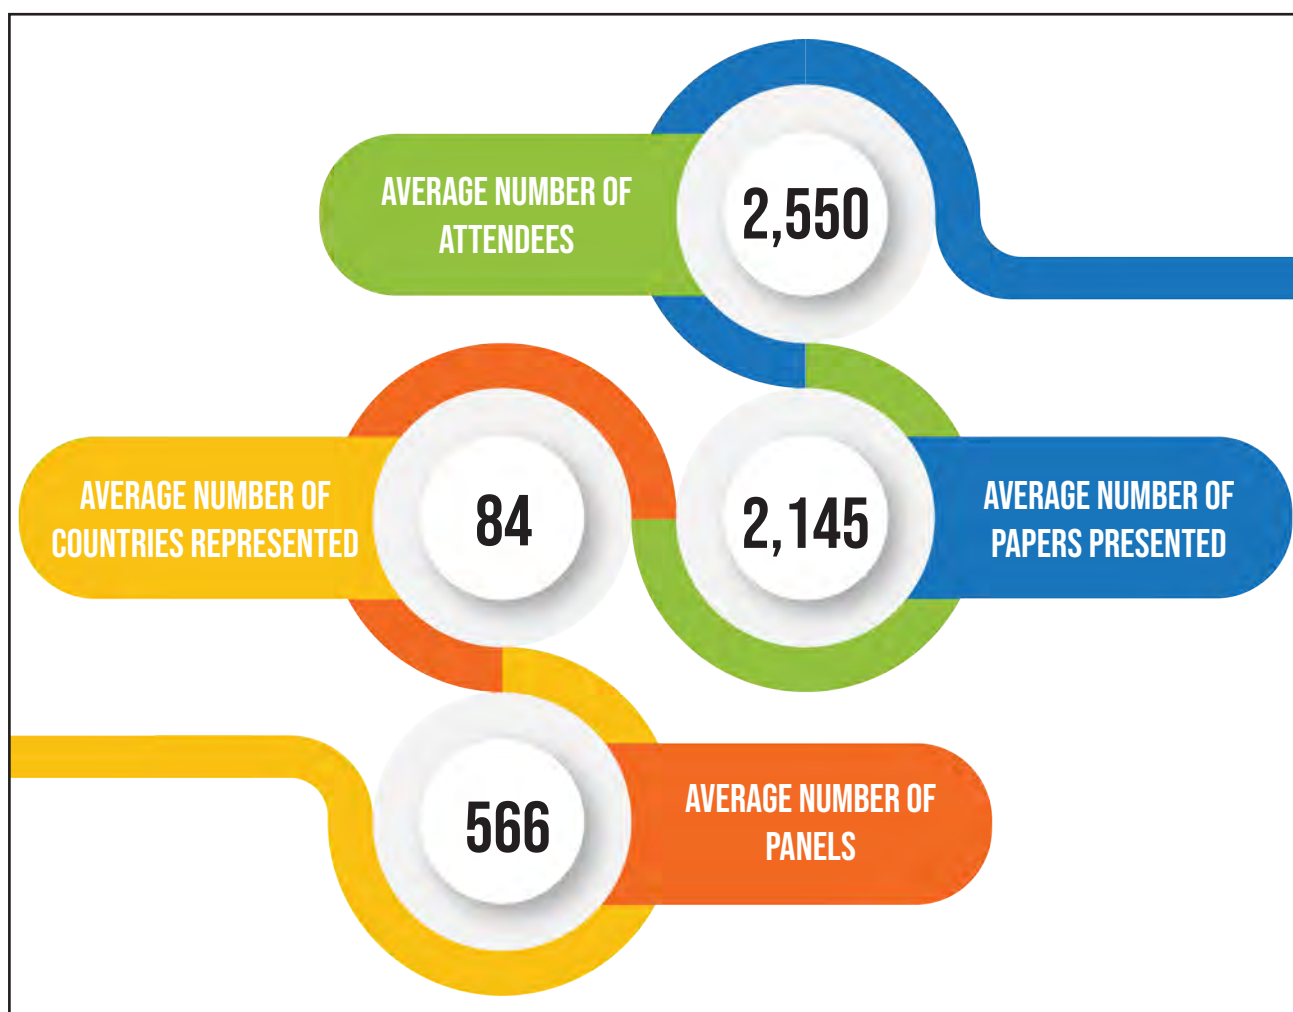 AVERAGE NUMBER OF
ATTENDEES
2,550
AVERAGE NUMBER OF
COUNTRIES REPRESENTED
84
2,145
AVERAGE NUMBER OF
PAPERS PRESENTED
566
AVERAGE NUMBER OF
PANELS